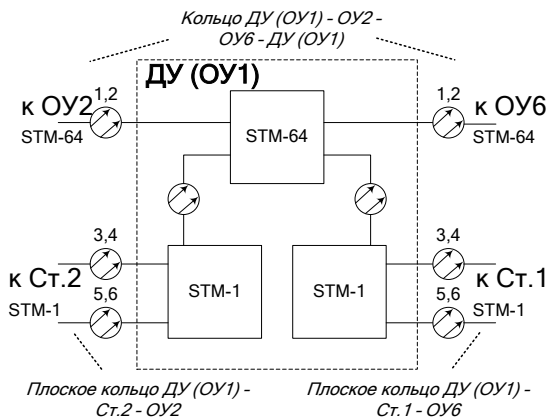 Кольцо ДУ (ОУ1) - ОУ2 -
ОУ6 - ДУ (ОУ1)
ДУ (ОУ1)
1,2
к ОУ2
STM-64
STM-64
1,2
к ОУ6
STM-64
3,4
к Ст.2
STM-1
5,6
STM-1
STM-1
3,4
к Ст.1
5,6
STM-1
Плоское кольцо ДУ (ОУ1) -
Ст.2 - ОУ2
Плоское кольцо ДУ (ОУ1) -
Ст.1 - ОУ6